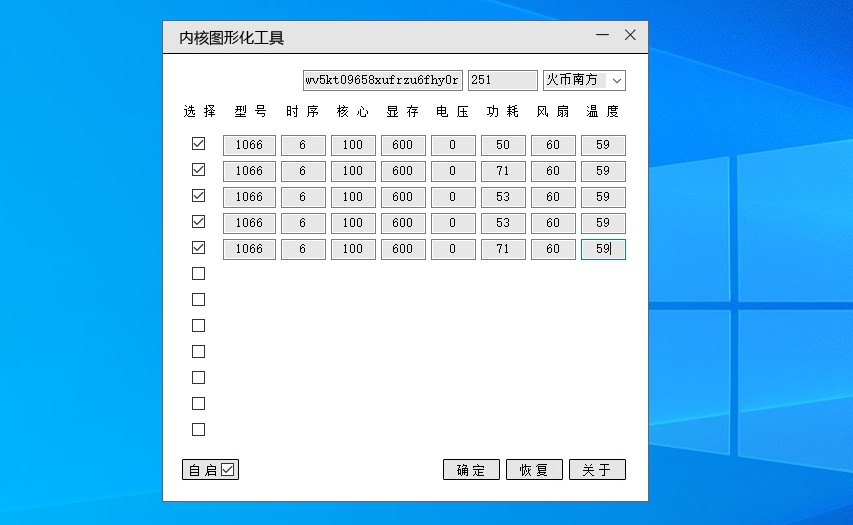 内核图形化工具
wv5kt09658xufrzu6fhy0r 251 火币南方
选择 型号 时序 核心 显存 电压 功耗 风扇 温度
1066 6 100 600 0 50 60 59
1066 6 100 600 0 71 60 59
1066 6 100 600 0 53 60 59
1066 6 100 600 0 53 60 59
1066 6 100 600 0 71 60 59
自启 确定 恢复 关于